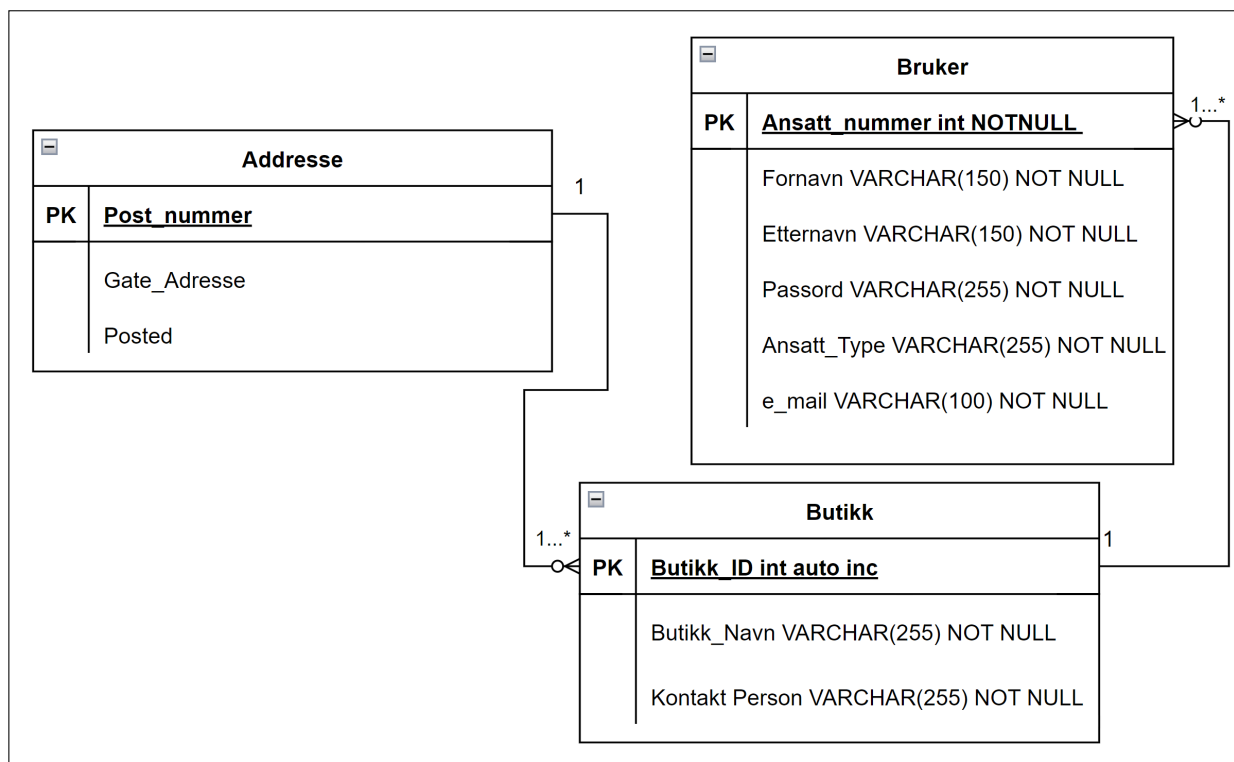 Addresse
PK Post_nummer
Gate_Adresse
Posted
1
1...*
Bruker
PK Ansatt_nummer int NOTNULL
Fornavn VARCHAR(150) NOT NULL
Etternavn VARCHAR(150) NOT NULL
Passord VARCHAR(255) NOT NULL
Ansatt_Type VARCHAR(255) NOT NULL
e_mail VARCHAR(100) NOT NULL
1...*
1
Butikk
PK Butikk_ID int auto inc
Butikk_Navn VARCHAR(255) NOT NULL
Kontakt Person VARCHAR(255) NOT NULL